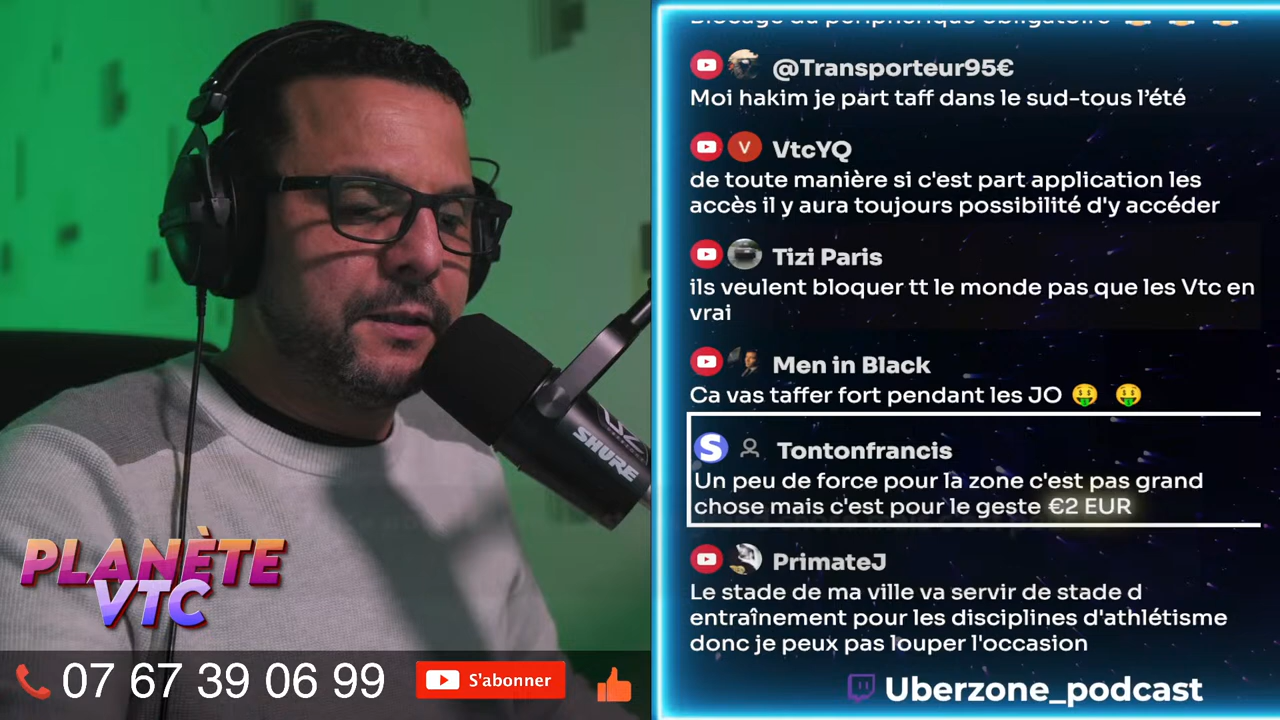 @Transporteur95€
Moi hakim je part taff dans le sud-tous l'été
V VtcYQ
de toute manière si c'est part application les
accès il y aura toujours possibilité d'y accéder
Tizi Paris
ils veulent bloquer tt le monde pas que les Vtc en
vrai
Men in Black
Ca vas taffer fort pendant les JO 🤑 🤑
S Tontonfrancis
Un peu de force pour la zone c'est pas grand
chose mais c'est pour le geste €2 EUR
PrimateJ
Le stade de ma ville va servir de stade d
entraînement pour les disciplines d'athlétisme
donc je peux pas louper l'occasion
Uberzone_podcast
SHURE
PLANÈTE
VTC
07 67 39 06 99
S'abonner